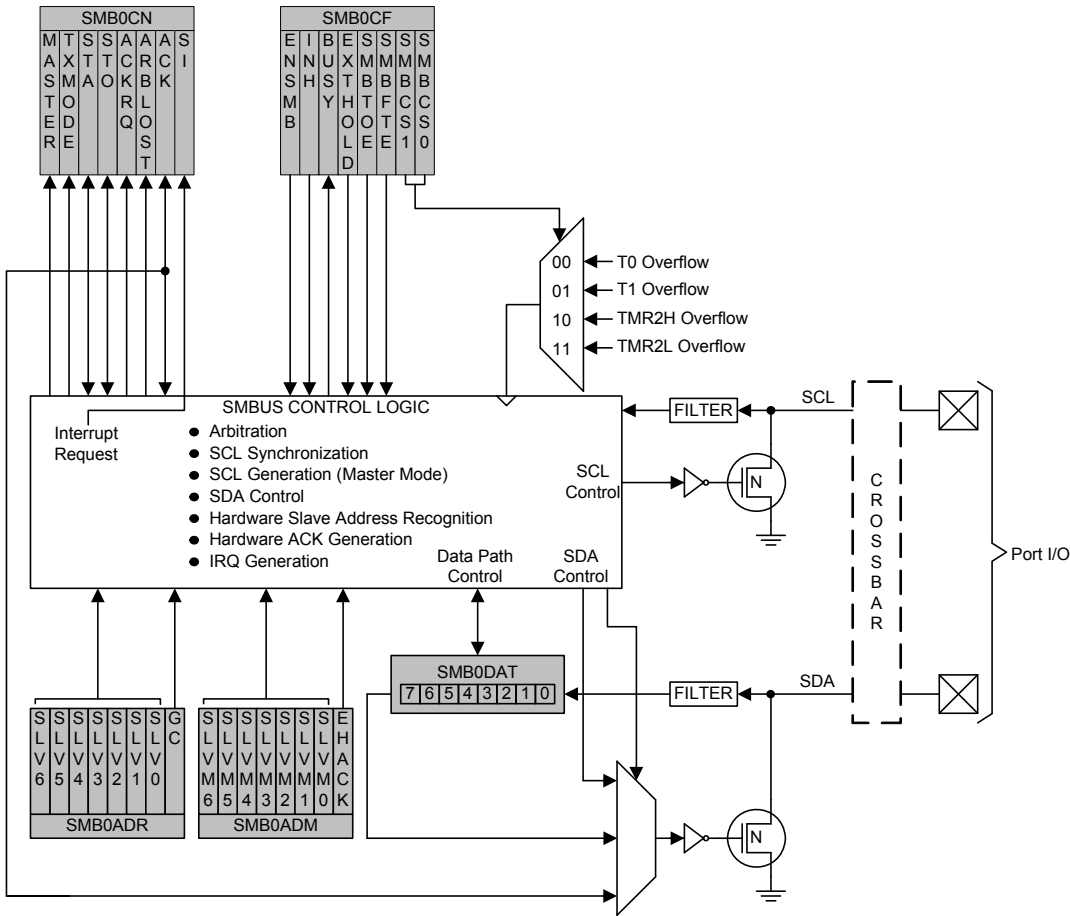 SMB0CN
MASTER
TXMODE
STA
STO
ACKRQ
ARBLOST
ACK
SI
SMB0CF
ENSMB
INH
BUSY
EXTHOLD
SMBTOE
SMBFTE
SMBCS1
SMBCS0
00
T0 Overflow
01
T1 Overflow
10
TMR2H Overflow
11
TMR2L Overflow
SMBUS CONTROL LOGIC
Interrupt
Request
● Arbitration
● SCL Synchronization
● SCL Generation (Master Mode)
● SDA Control
● Hardware Slave Address Recognition
● Hardware ACK Generation
● IRQ Generation
Data Path
Control
SCL
Control
SDA
Control
FILTER
SCL
N
CROSSBAR
Port I/O
SMB0DAT
7 6 5 4 3 2 1 0
FILTER
SDA
N
SLV6
SLV5
SLV4
SLV3
SLV2
SLV1
SLV0
GC
SMB0ADR
SLVM6
SLVM5
SLVM4
SLVM3
SLVM2
SLVM1
SLVM0
EHACK
SMB0ADM